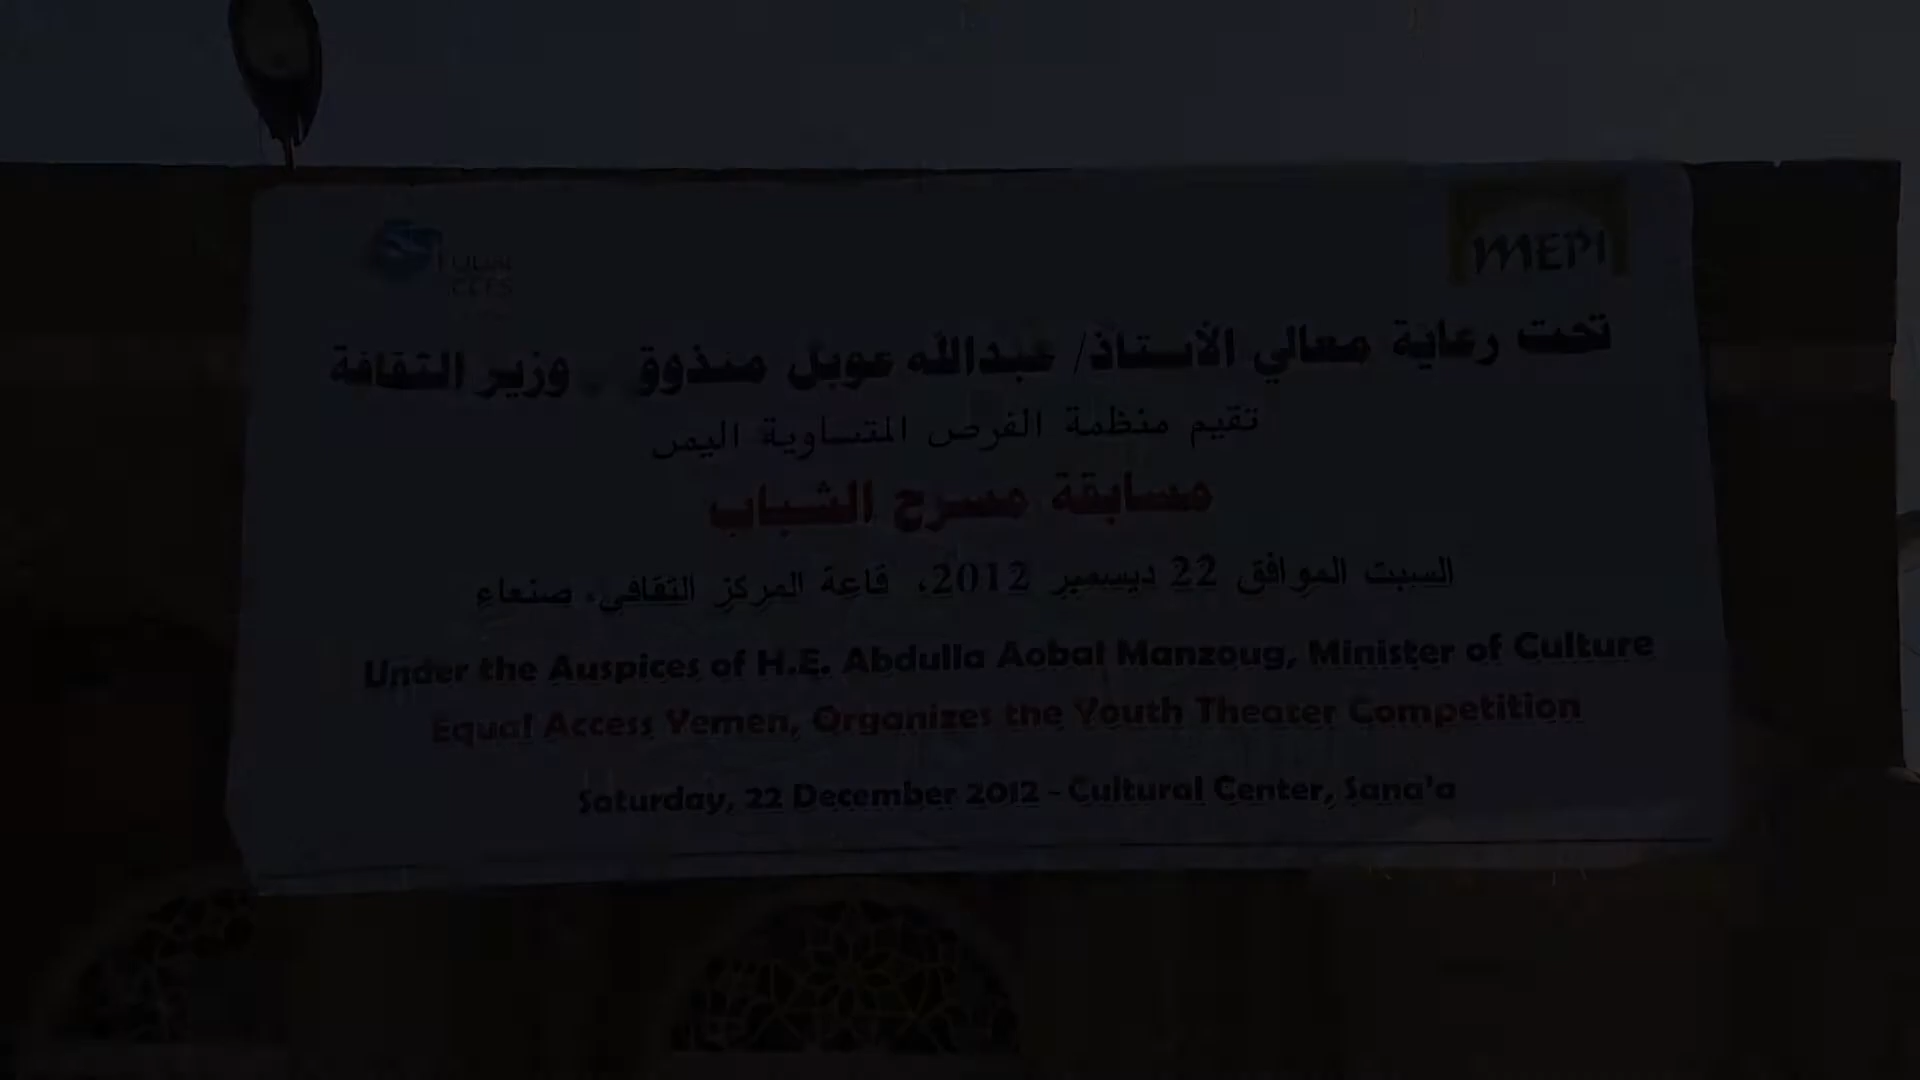 MEPI
تحت رعاية معالي الأستاذ/ عبدالله عوبل منذوق وزير الثقافة
تقيم منظمة الفرص المتساوية اليمن
مسابقة مسرح الشباب
السبت الموافق 22 ديسمبر 2012، قاعة المركز الثقافي، صنعاء
Under the Auspices of H.E. Abdulla Aobal Manzoug, Minister of Culture
Equal Access Yemen, Organizes the Youth Theater Competition
Saturday, 22 December 2012 - Cultural Center, Sana'a